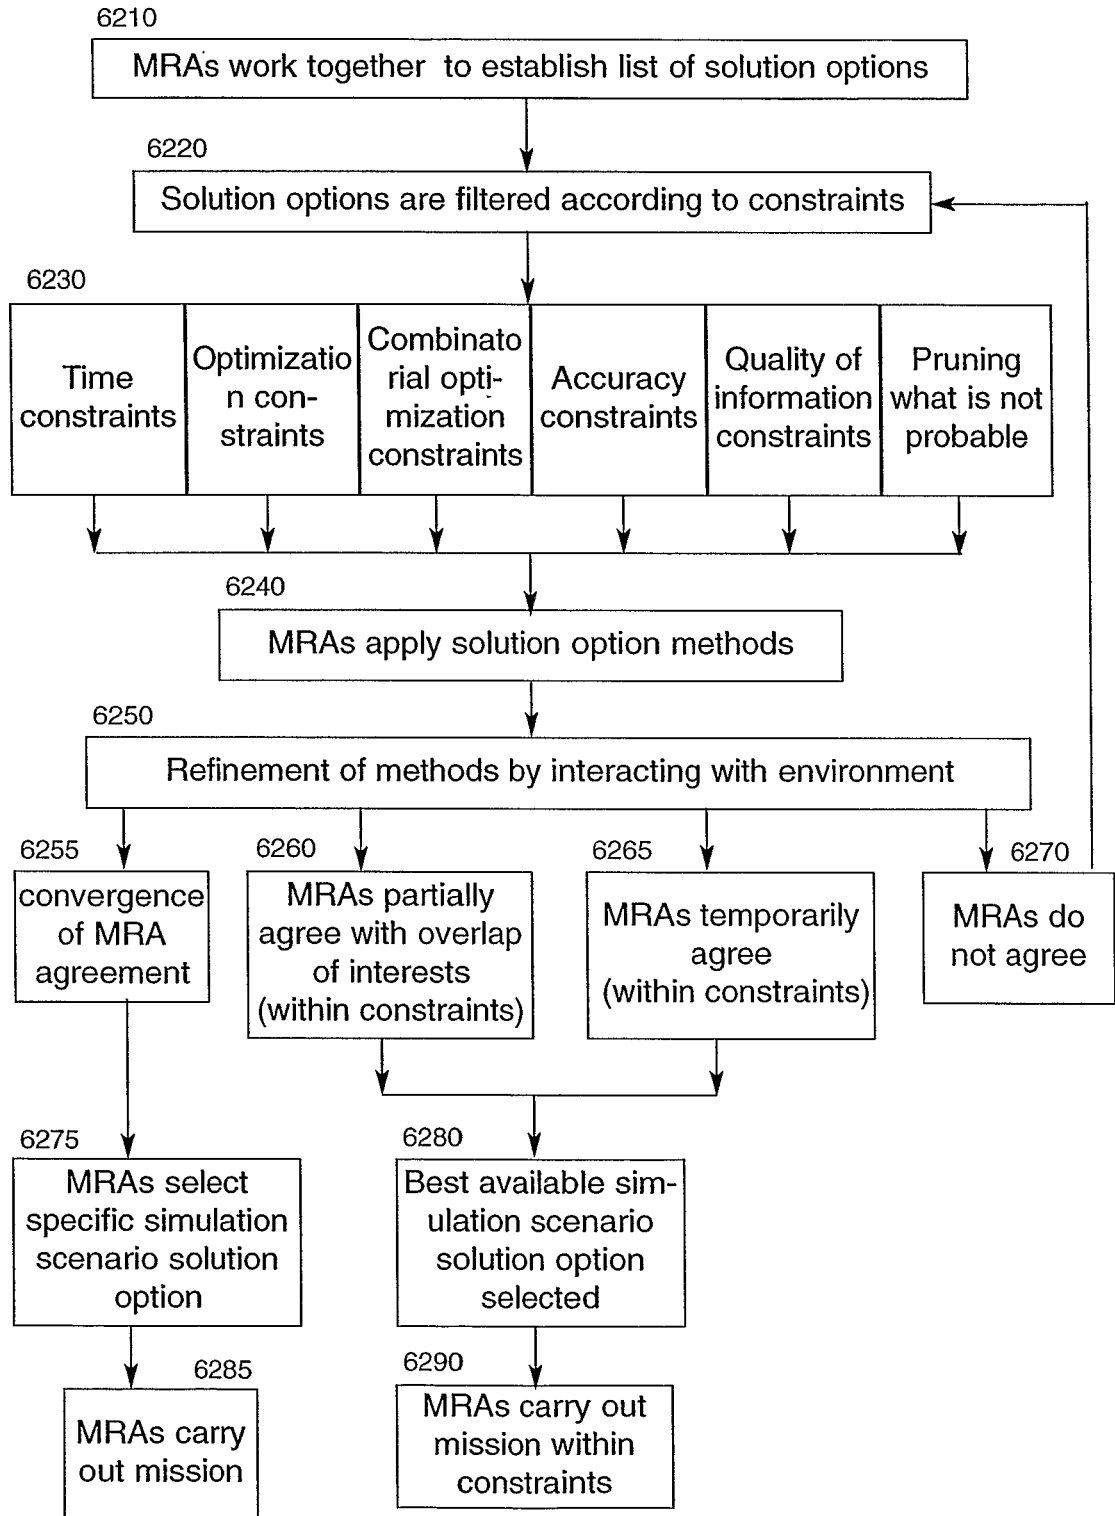 6210
MRAs work together to establish list of solution options
6220
Solution options are filtered according to constraints
6230
Time
constraints
Optimizatio
n con-
straints
Combinato
rial opti-
mization
constraints
Accuracy
constraints
Quality of
information
constraints
Pruning
what is not
probable
6240
MRAs apply solution option methods
6250
Refinement of methods by interacting with environment
6255
convergence
of MRA
agreement
6260
MRAs partially
agree with overlap
of interests
(within constraints)
6265
MRAs temporarily
agree
(within constraints)
6270
MRAs do
not agree
6275
MRAs select
specific simulation
scenario solution
option
6280
Best available sim-
ulation scenario
solution option
selected
6285
MRAs carry
out mission
6290
MRAs carry out
mission within
constraints